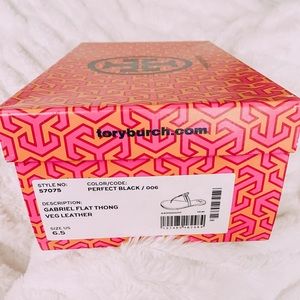 toryburch.com
STYLE NO:
57075
COLOR/CODE:
PERFECT BLACK / 006
DESCRIPTION:
GABRIEL FLAT THONG
VEG LEATHER
SIZE US
6.5